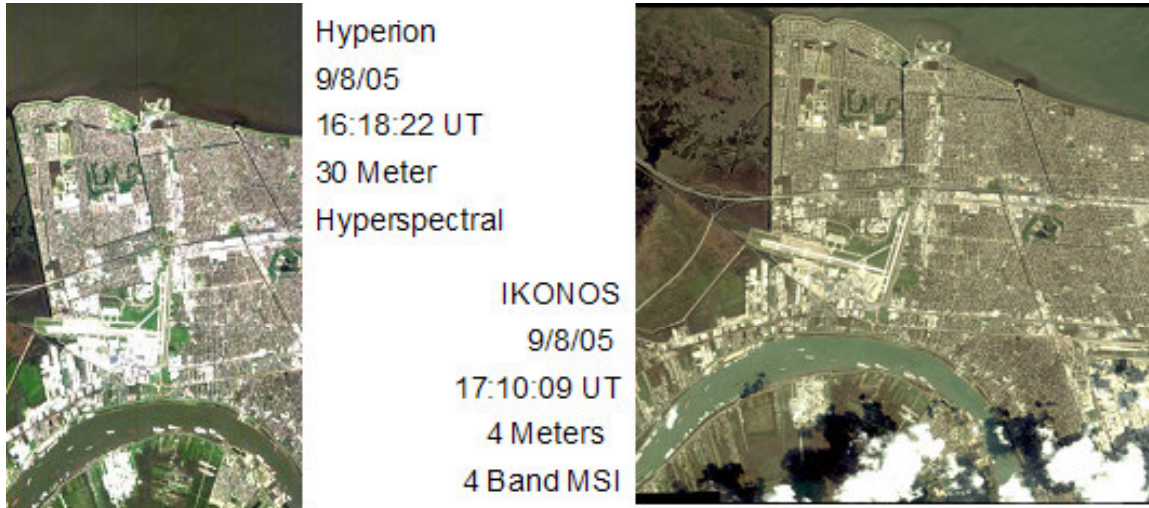 Hyperion
9/8/05
16:18:22 UT
30 Meter
Hyperspectral
IKONOS
9/8/05
17:10:09 UT
4 Meters
4 Band MSI